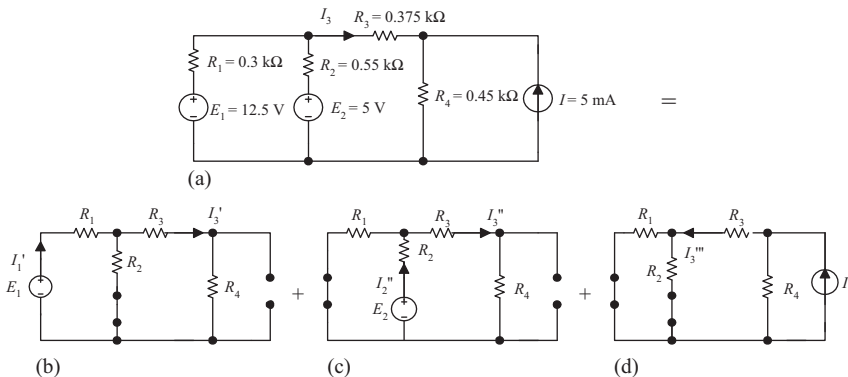 I3
R3 = 0.375 kΩ
R1 = 0.3 kΩ
R2 = 0.55 kΩ
E1 = 12.5 V
E2 = 5 V
R4 = 0.45 kΩ
I = 5 mA
=
(a)
R1
R3
I3'
I1'
R2
E1
R4
+
(b)
R1
R3
I3"
R2
I2"
E2
R4
+
(c)
R1
R3
I3'''
R2
R4
I
(d)